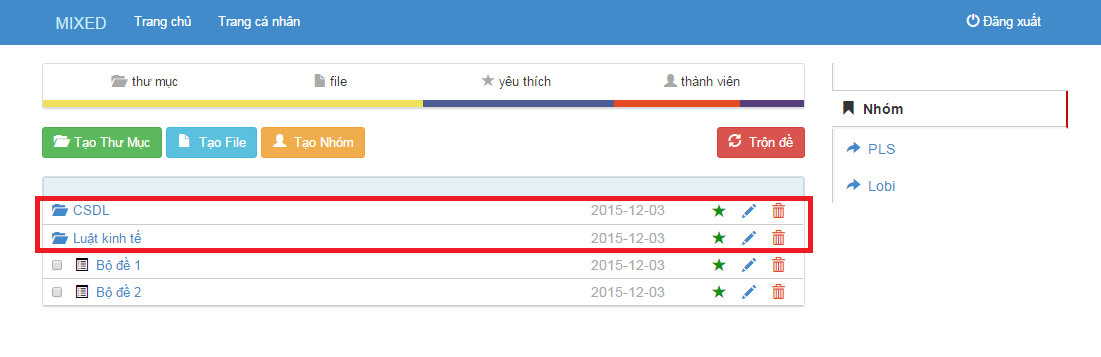 MIXED Trang chủ Trang cá nhân Đăng xuất
thư mục file yêu thích thành viên
Nhóm
Tạo Thư Mục Tạo File Tạo Nhóm Trộn đề
PLS
Lobi
CSDL 2015-12-03
Luật kinh tế 2015-12-03
Bộ đề 1 2015-12-03
Bộ đề 2 2015-12-03